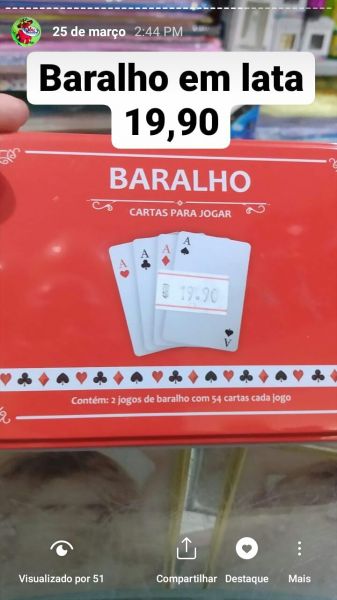 25 de março 2:44 PM
Baralho em lata
19,90
BARALHO
CARTAS PARA JOGAR
A A A A
19.90
A
Contém: 2 jogos de baralho com 54 cartas cada jogo
Visualizado por 51 Compartilhar Destaque Mais